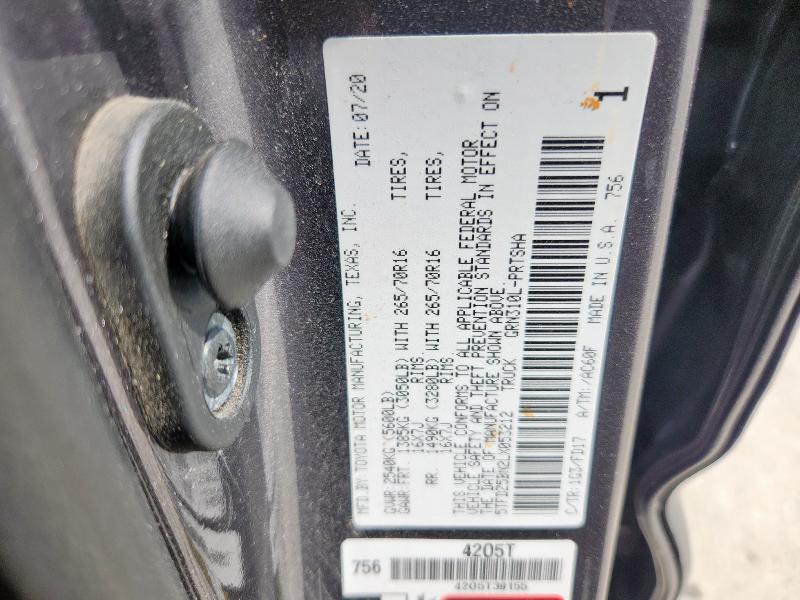 MFD.BY:TOYOTA MOTOR MANUFACTURING, TEXAS, INC. DATE:07/20
GVWR:2540KG (5600LB)
GAWR:FRT. 1385KG (3050LB) WITH 265/70R16 TIRES,
16X7J RIMS
RR. 1490KG (3280LB) WITH 265/70R16 TIRES,
16X7J RIMS
THIS VEHICLE CONFORMS TO ALL APPLICABLE FEDERAL MOTOR
VEHICLE SAFETY AND THEFT PREVENTION STANDARDS IN EFFECT ON
THE DATE OF MANUFACTURE SHOWN ABOVE.
5TFDZ5BN2LX053212 TRUCK GRN310L-PRTSHA
C/TR:1G3/FD17 A/TM:/AC60F MADE IN U.S.A. 756
1
756
4205T
4205T39155